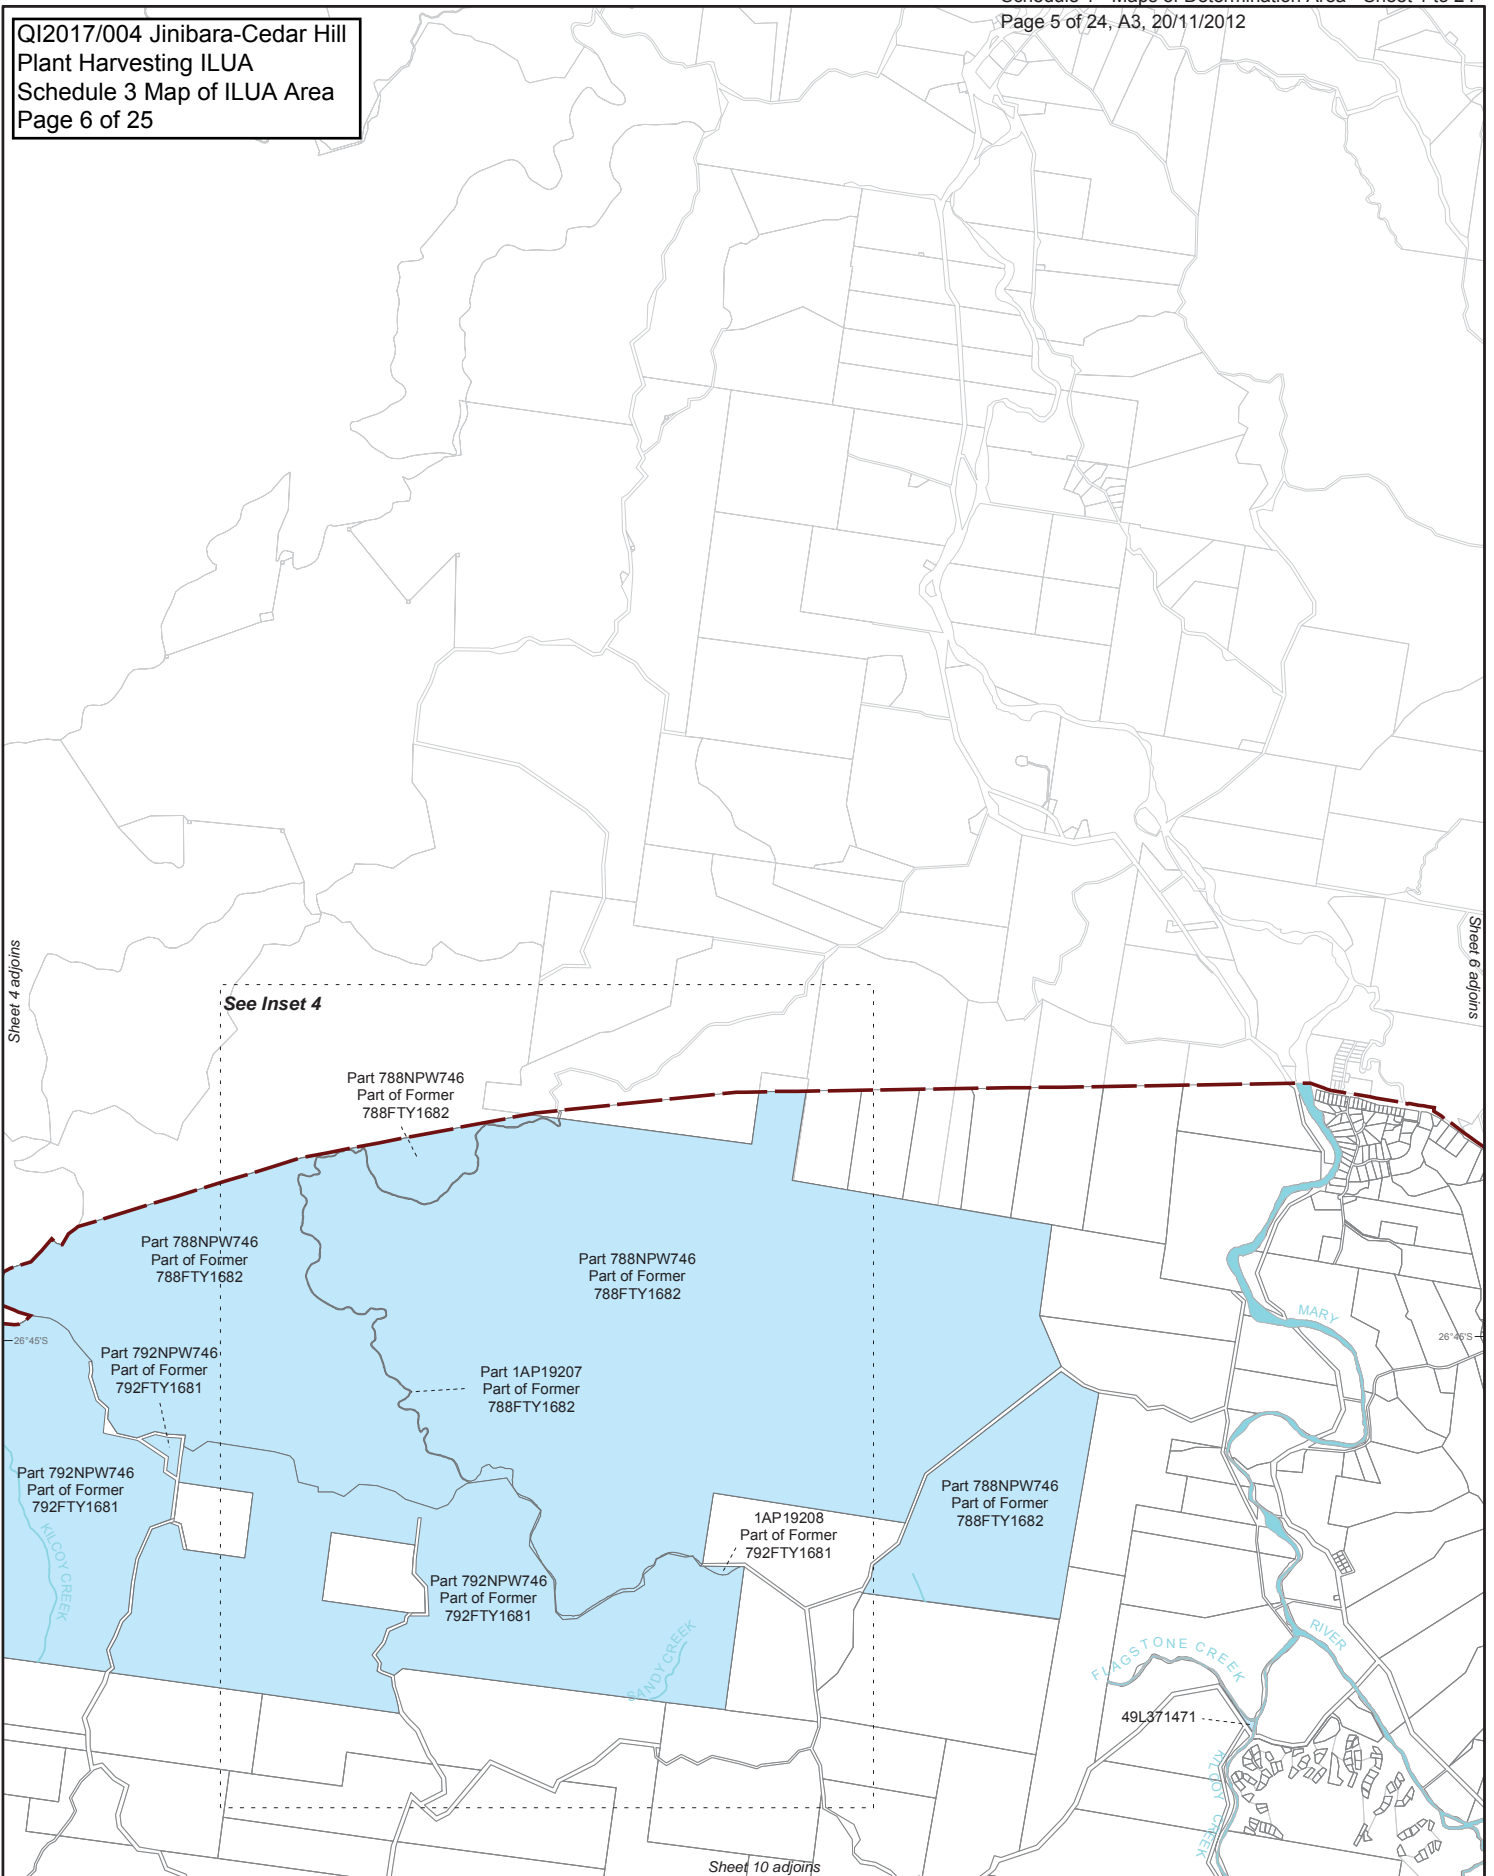 Page 5 of 24, A3, 20/11/2012
QI2017/004 Jinibara-Cedar Hill
Plant Harvesting ILUA
Schedule 3 Map of ILUA Area
Page 6 of 25
Sheet 4 adjoins
Sheet 6 adjoins
See Inset 4
Part 788NPW746
Part of Former
788FTY1682
Part 788NPW746
Part of Former
788FTY1682
Part 788NPW746
Part of Former
788FTY1682
26°45'S
26°45'S
MARY
Part 792NPW746
Part of Former
792FTY1681
Part 1AP19207
Part of Former
788FTY1682
Part 792NPW746
Part of Former
792FTY1681
KILCOY CREEK
Part 788NPW746
Part of Former
788FTY1682
1AP19208
Part of Former
792FTY1681
Part 792NPW746
Part of Former
792FTY1681
SANDY CREEK
FLAGSTONE CREEK
RIVER
49L371471
KILCOY CREEK
Sheet 10 adjoins